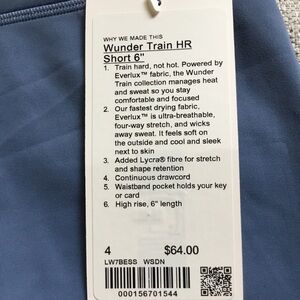 WHY WE MADE THIS
Wunder Train HR
Short 6"
1. Train hard, not hot. Powered by
Everlux™ fabric, the Wunder
Train collection manages heat
and sweat so you stay
comfortable and focused
2. Our fastest drying fabric,
Everlux™ is ultra-breathable,
four-way stretch, and wicks
away sweat. It feels soft on
the outside and cool and sleek
next to skin
3. Added Lycra® fibre for stretch
and shape retention
4. Continuous drawcord
5. Waistband pocket holds your key
or card
6. High rise, 6" length
4 $64.00
LW7BESS WSDN
000156701544